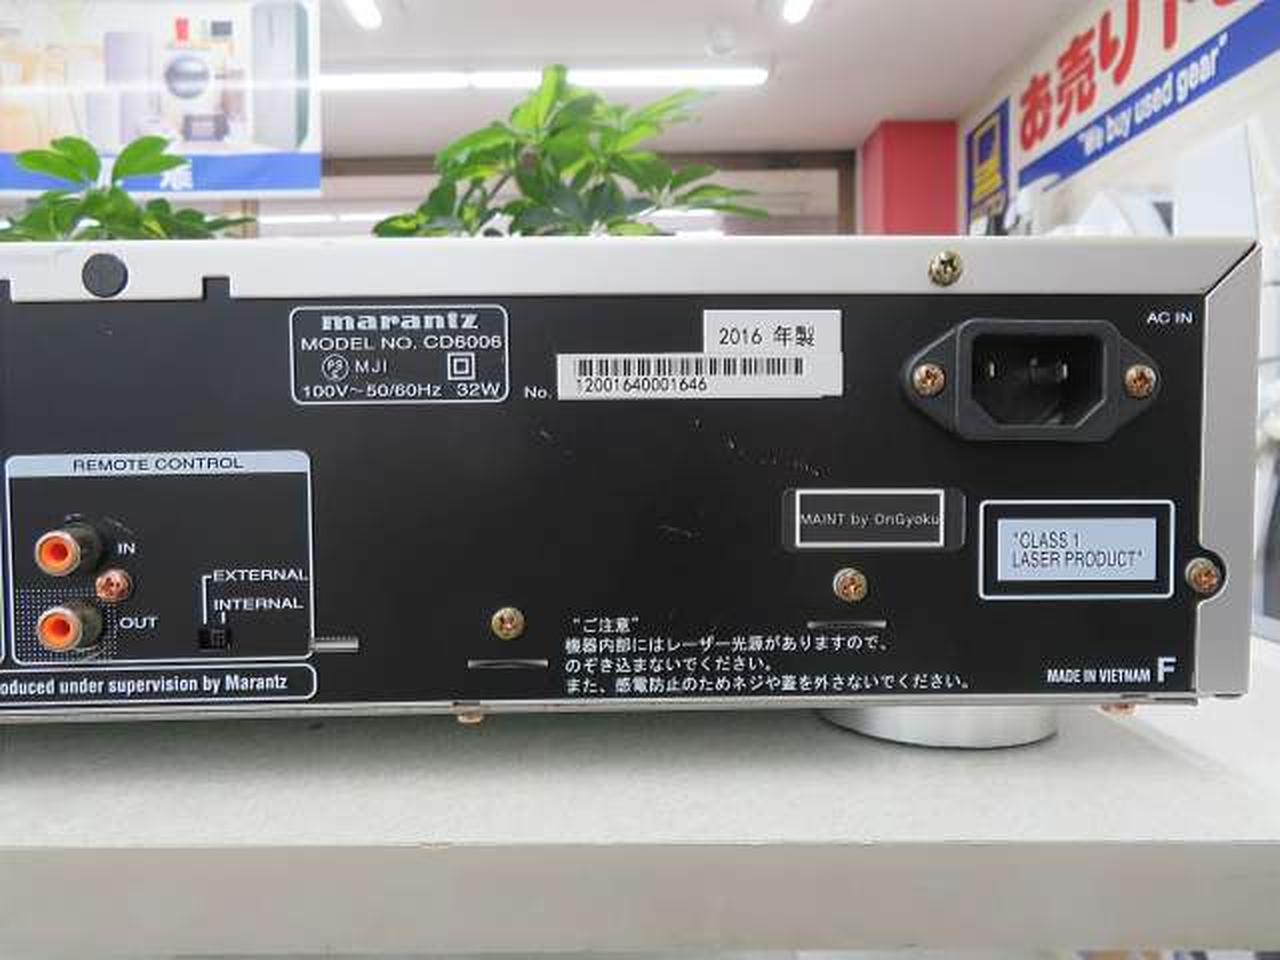 お売り下
"We buy used gear"
marantz
MODEL NO. CD6006
PS E MJI
100V~50/60Hz 32W
2016 年製
No.
12001640001646
AC IN
REMOTE CONTROL
IN
OUT
EXTERNAL
INTERNAL
MAINT by OnGyoku
"CLASS 1
LASER PRODUCT"
"ご注意"
機器内部にはレーザー光源がありますので、
のぞき込まないでください。
また、感電防止のためネジや蓋を外さないでください。
oduced under supervision by Marantz
MADE IN VIETNAM F